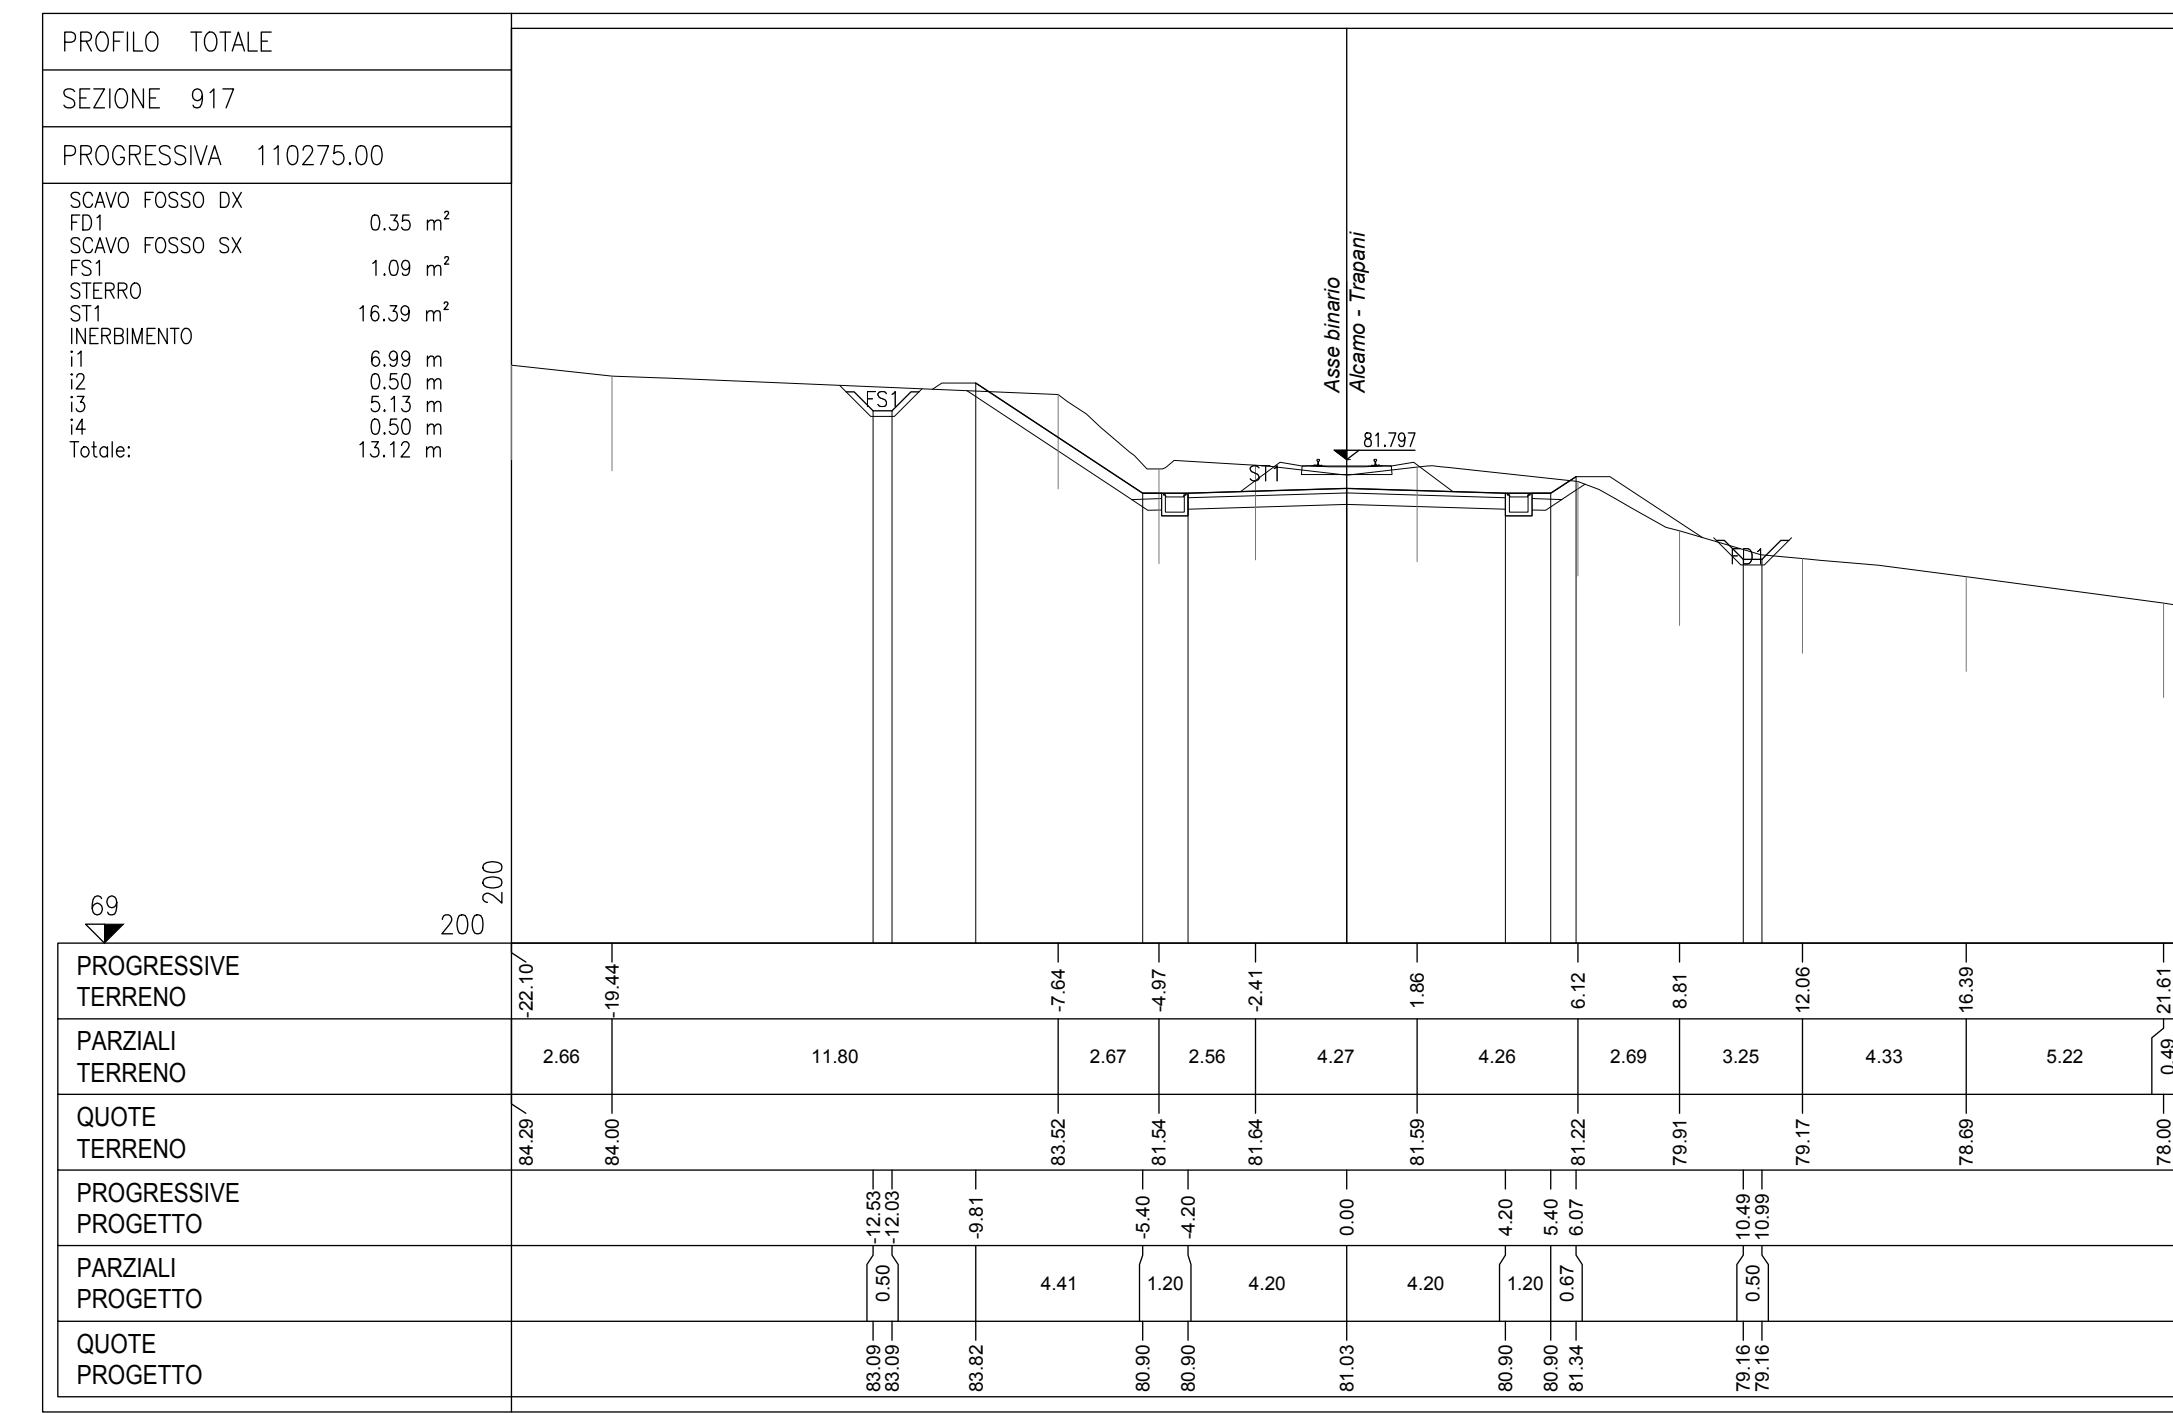 PROFILO TOTALE
SEZIONE 917
PROGRESSIVA 110275.00
SCAVO FOSSO DX
FD1 0.35 m²
SCAVO FOSSO SX
FS1 1.09 m²
STERRO
ST1 16.39 m²
INERBIMENTO
i1 6.99 m
i2 0.50 m
i3 5.13 m
i4 0.50 m
Totale: 13.12 m
Asse binario
Alcamo - Trapani
81.797
FS1
ST1
FD1
200
69
200
PROGRESSIVE
TERRENO
-22.10 -19.44 -7.64 -4.97 -2.41 1.86 6.12 8.81 12.06 16.39 21.61
PARZIALI
TERRENO
2.66 11.80 2.67 2.56 4.27 4.26 2.69 3.25 4.33 5.22 0.49
QUOTE
TERRENO
84.29 84.00 83.52 81.54 81.64 81.59 81.22 79.91 79.17 78.69 78.00
PROGRESSIVE
PROGETTO
-12.53 -12.03 -9.81 -5.40 -4.20 0.00 4.20 5.40 6.07 10.49 10.99
PARZIALI
PROGETTO
0.50 4.41 1.20 4.20 4.20 1.20 0.67 0.50
QUOTE
PROGETTO
83.09 83.09 83.82 80.90 80.90 81.03 80.90 80.90 81.34 79.16 79.16